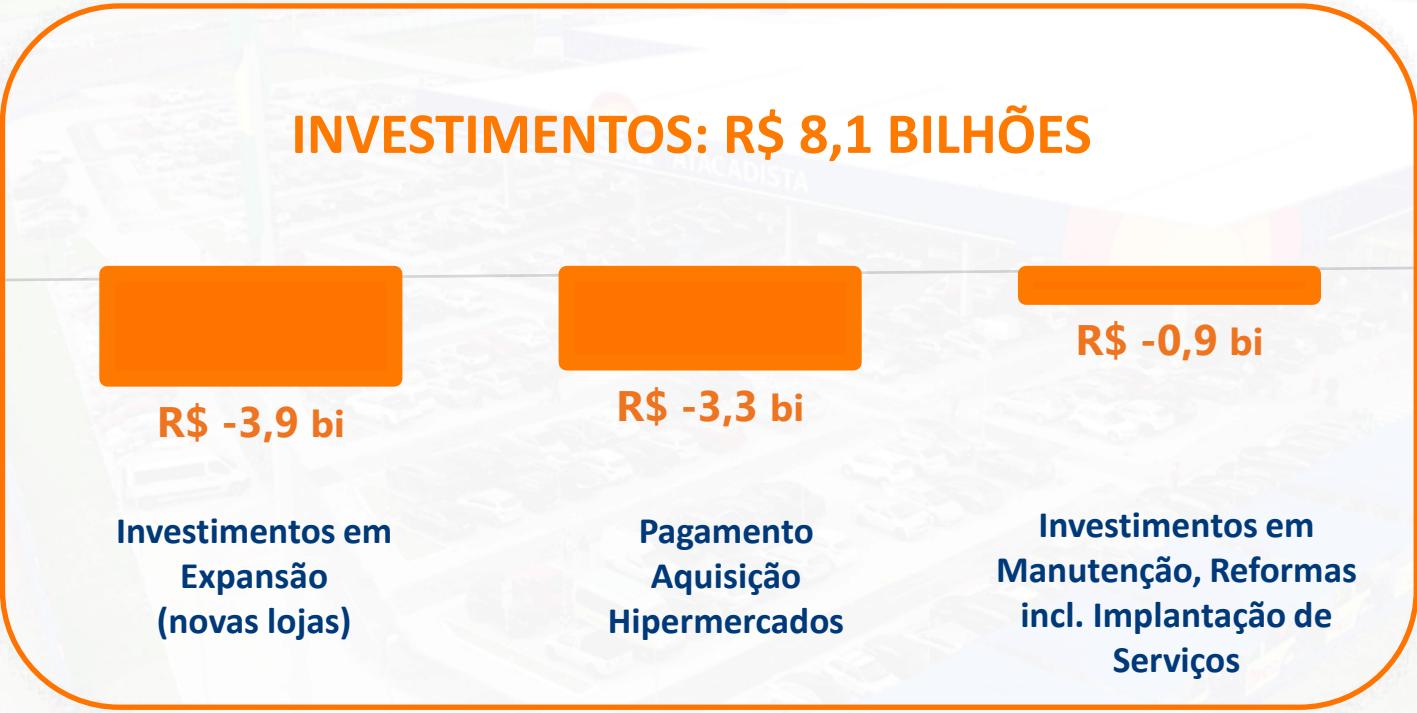 INVESTIMENTOS: R$ 8,1 BILHÕES
ATACADISTA
R$ -3,9 bi
R$ -3,3 bi
R$ -0,9 bi
Investimentos em
Expansão
(novas lojas)
Pagamento
Aquisição
Hipermercados
Investimentos em
Manutenção, Reformas
incl. Implantação de
Serviços